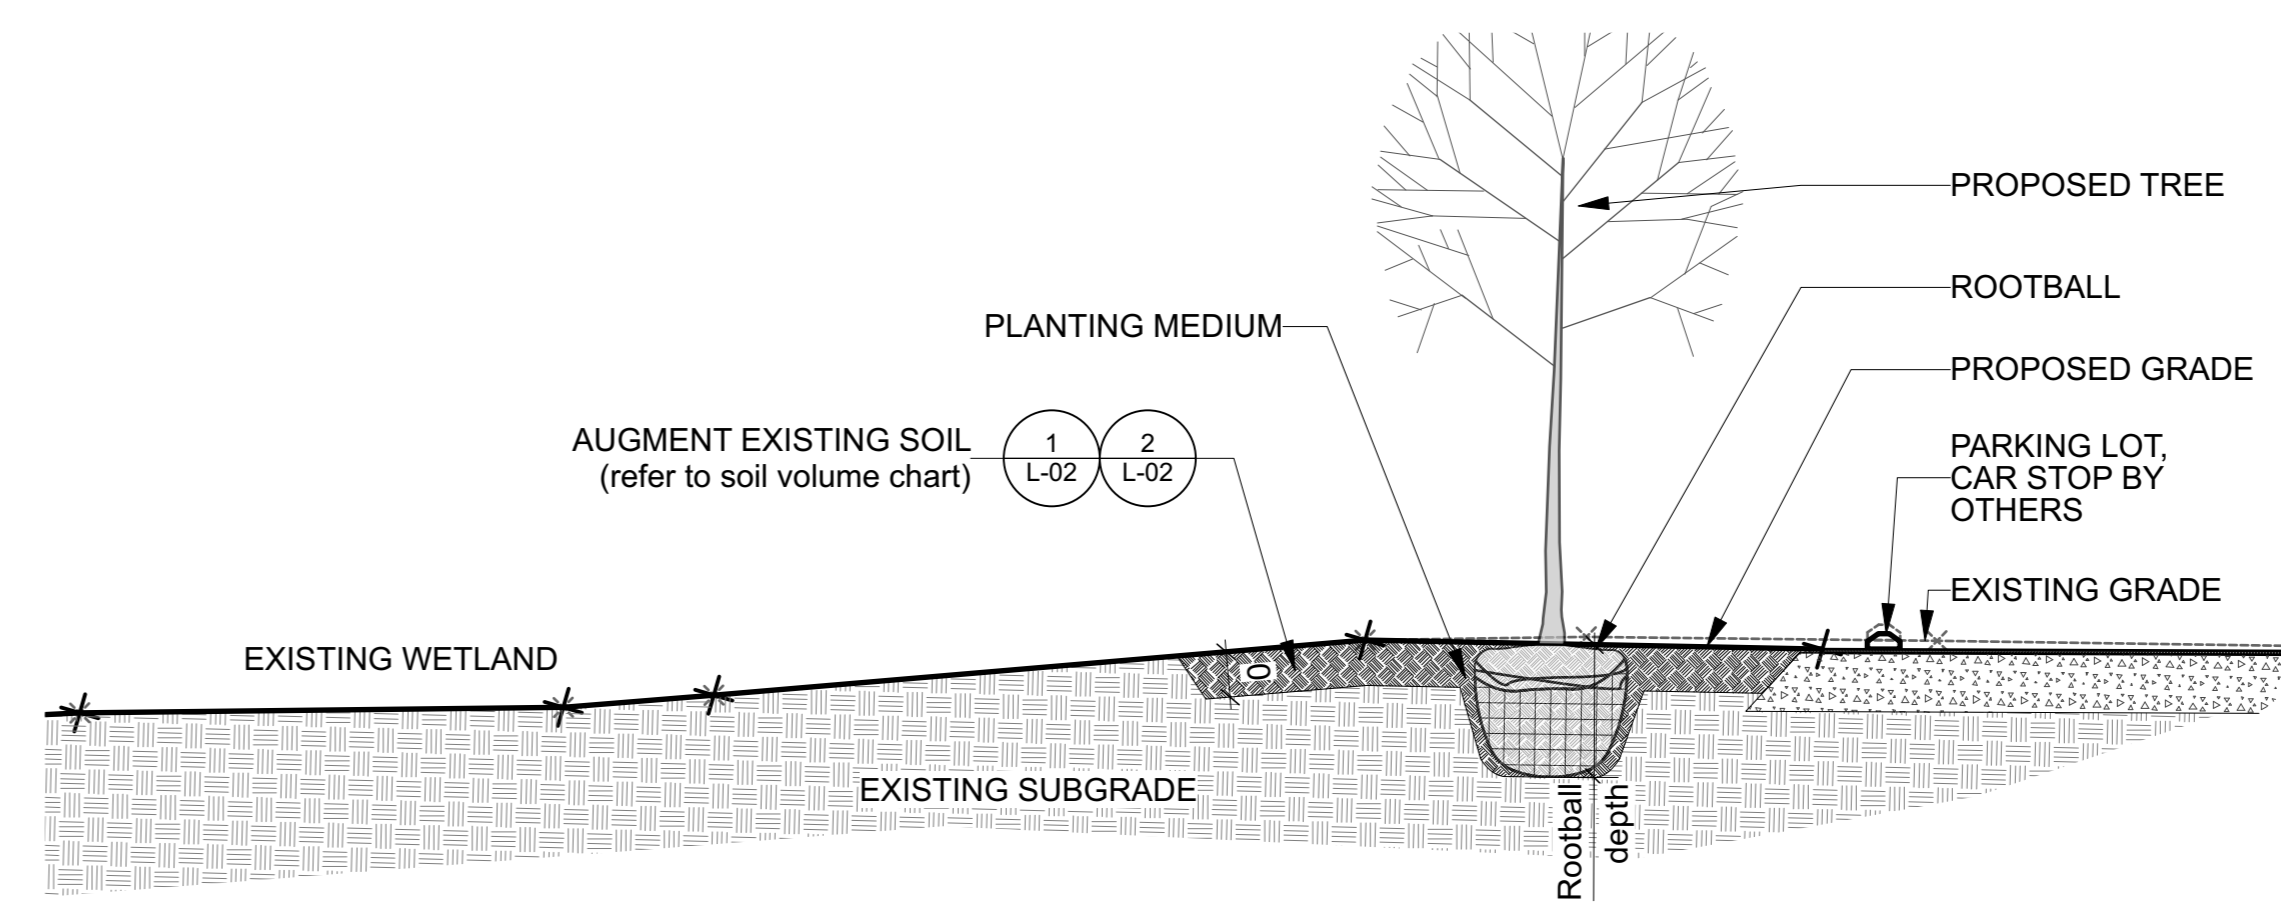 PROPOSED TREE
ROOTBALL
PLANTING MEDIUM
PROPOSED GRADE
AUGMENT EXISTING SOIL
(refer to soil volume chart)
1
L-02
2
L-02
PARKING LOT,
CAR STOP BY
OTHERS
EXISTING GRADE
EXISTING WETLAND
0
EXISTING SUBGRADE
Rootball
depth